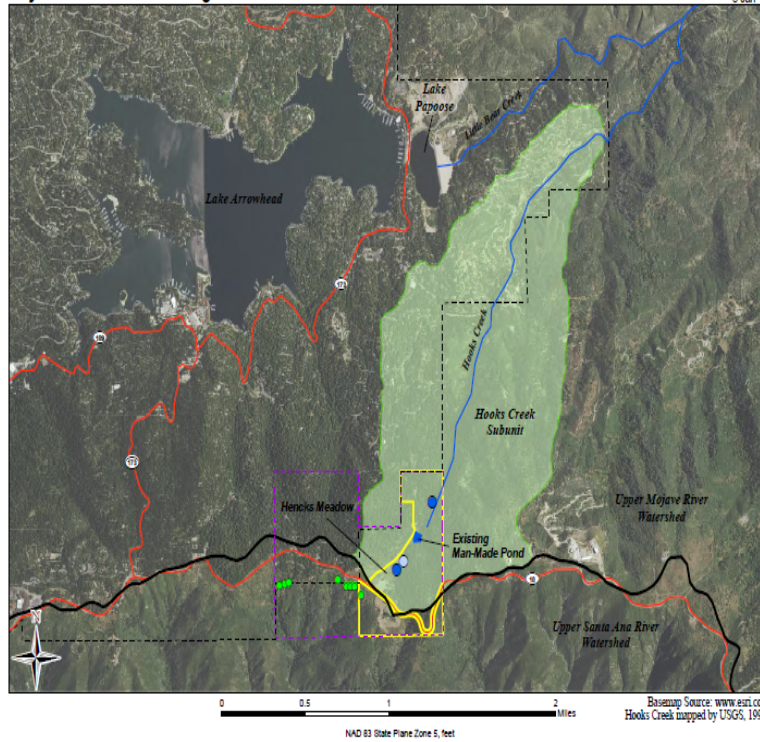 Lake
Papoose
Little Bear Creek
Lake Arrowhead
173
189
Hooks Creek
Hooks Creek
Subunit
173
Upper Mojave River
Watershed
Hencks Meadow
Existing
Man-Made Pond
18
Upper Santa Ana River
Watershed
N
0 0.5 1 2
Miles
Basemap Source: www.esri.co
Hooks Creek mapped by USGS, 199
NAD 83 State Plane Zone 5, feet